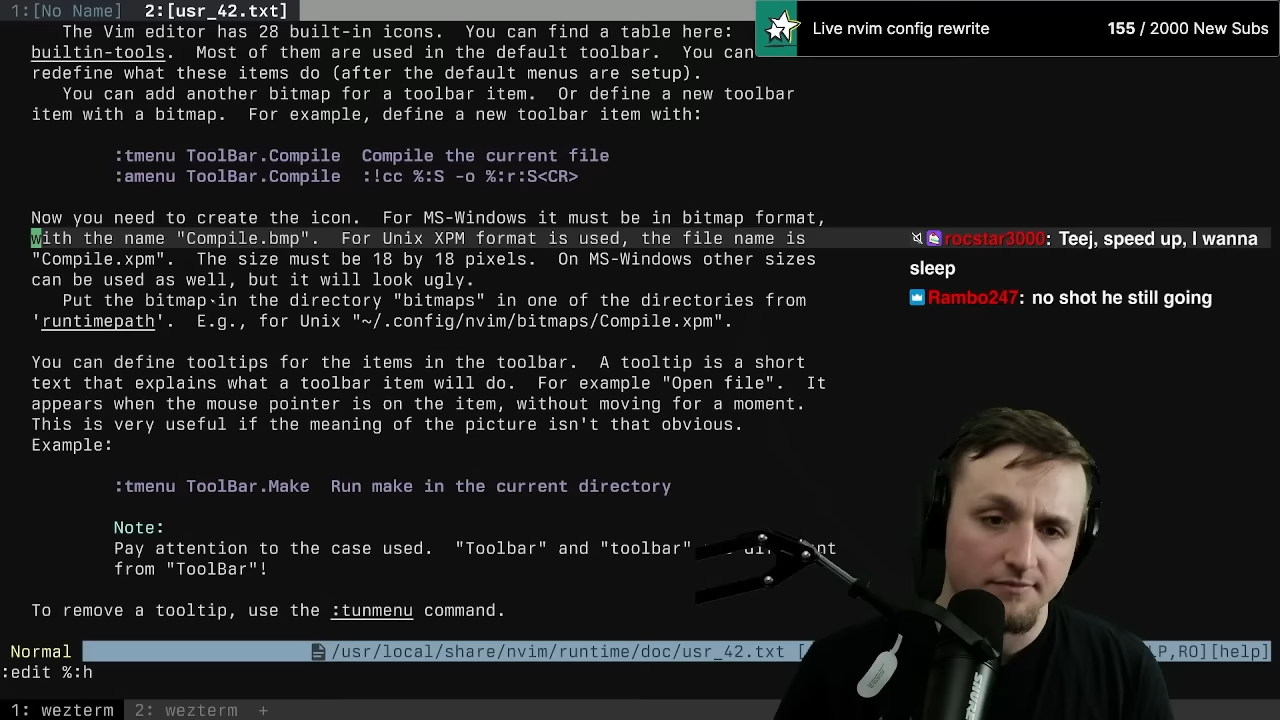 1:[No Name]  2:[usr_42.txt]
Live nvim config rewrite 155 / 2000 New Subs
The Vim editor has 28 built-in icons.  You can find a table here:
builtin-tools.  Most of them are used in the default toolbar.  You can
redefine what these items do (after the default menus are setup).
You can add another bitmap for a toolbar item.  Or define a new toolbar
item with a bitmap.  For example, define a new toolbar item with:
:tmenu ToolBar.Compile  Compile the current file
:amenu ToolBar.Compile  :!cc %:S -o %:r:S<CR>
Now you need to create the icon.  For MS-Windows it must be in bitmap format,
with the name "Compile.bmp".  For Unix XPM format is used, the file name is
"Compile.xpm".  The size must be 18 by 18 pixels.  On MS-Windows other sizes
can be used as well, but it will look ugly.
Put the bitmap in the directory "bitmaps" in one of the directories from
'runtimepath'.  E.g., for Unix "~/.config/nvim/bitmaps/Compile.xpm".
You can define tooltips for the items in the toolbar.  A tooltip is a short
text that explains what a toolbar item will do.  For example "Open file".  It
appears when the mouse pointer is on the item, without moving for a moment.
This is very useful if the meaning of the picture isn't that obvious.
Example:
:tmenu ToolBar.Make  Run make in the current directory
Note:
Pay attention to the case used.  "Toolbar" and "toolbar"
from "ToolBar"!
To remove a tooltip, use the :tunmenu command.
rocstar3000: Teej, speed up, I wanna
sleep
Rambo247: no shot he still going
Normal /usr/local/share/nvim/runtime/doc/usr_42.txt [ P,RO][help]
:edit %:h
1: wezterm  2: wezterm  +
SHURE